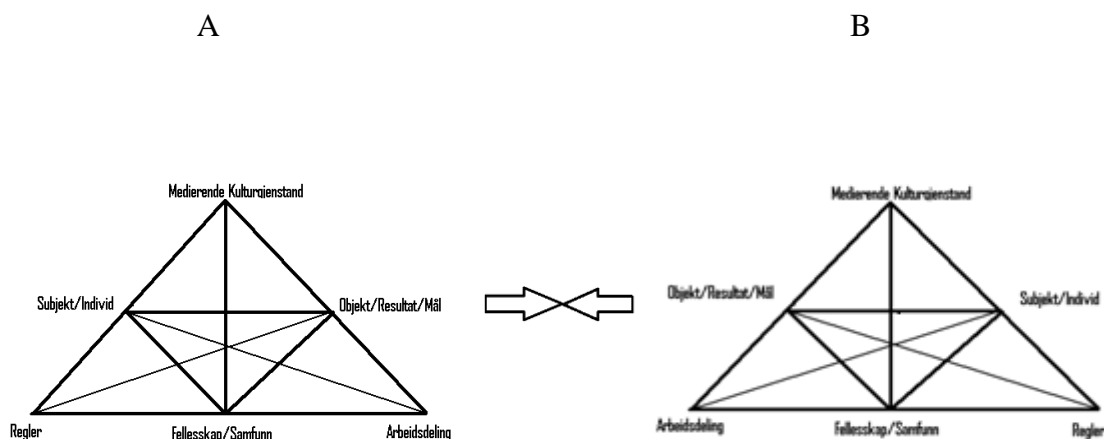 A
B
Medierende Kulturgjenstand
Subjekt/Individ
Objekt/Resultat/Mål
Regler
Fellesskap/Samfunn
Arbeidsdeling
Medierende Kulturgjenstand
Objekt/Resultat/Mål
Subjekt/Individ
Arbeidsdeling
Fellesskap/Samfunn
Regler